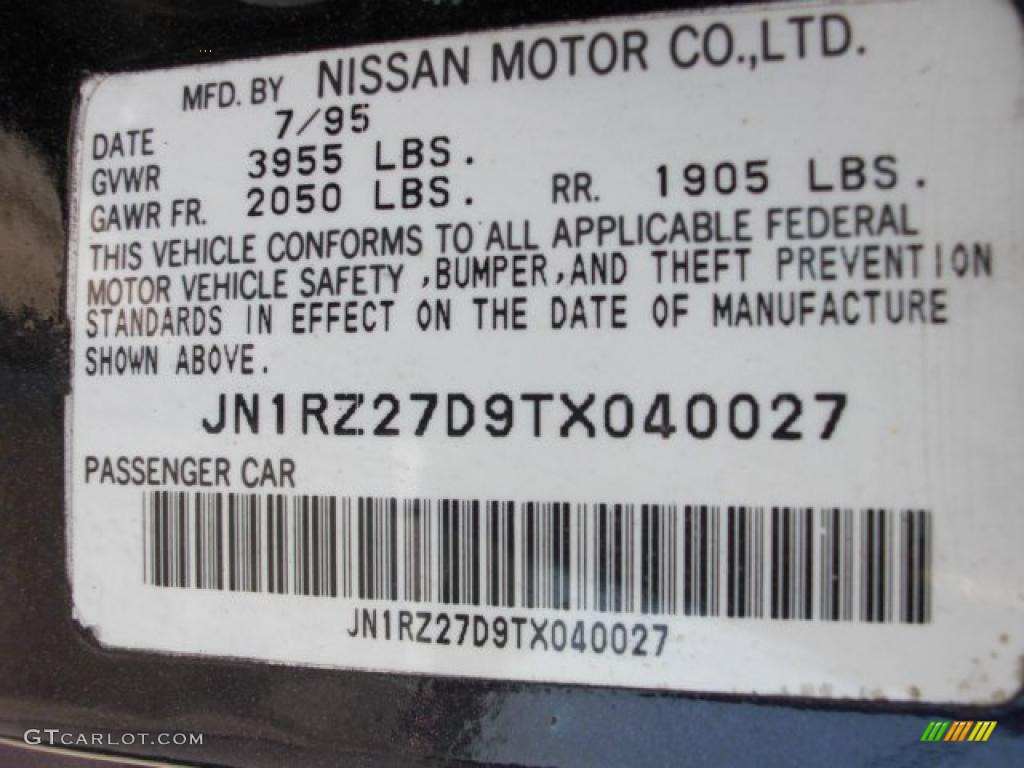 MFD. BY NISSAN MOTOR CO.,LTD.
DATE 7/95
GVWR 3955 LBS.
GAWR FR. 2050 LBS. RR. 1905 LBS.
THIS VEHICLE CONFORMS TO ALL APPLICABLE FEDERAL
MOTOR VEHICLE SAFETY ,BUMPER,AND THEFT PREVENTION
STANDARDS IN EFFECT ON THE DATE OF MANUFACTURE
SHOWN ABOVE.
JN1RZ27D9TX040027
PASSENGER CAR
JN1RZ27D9TX040027
GTCARLOT.COM